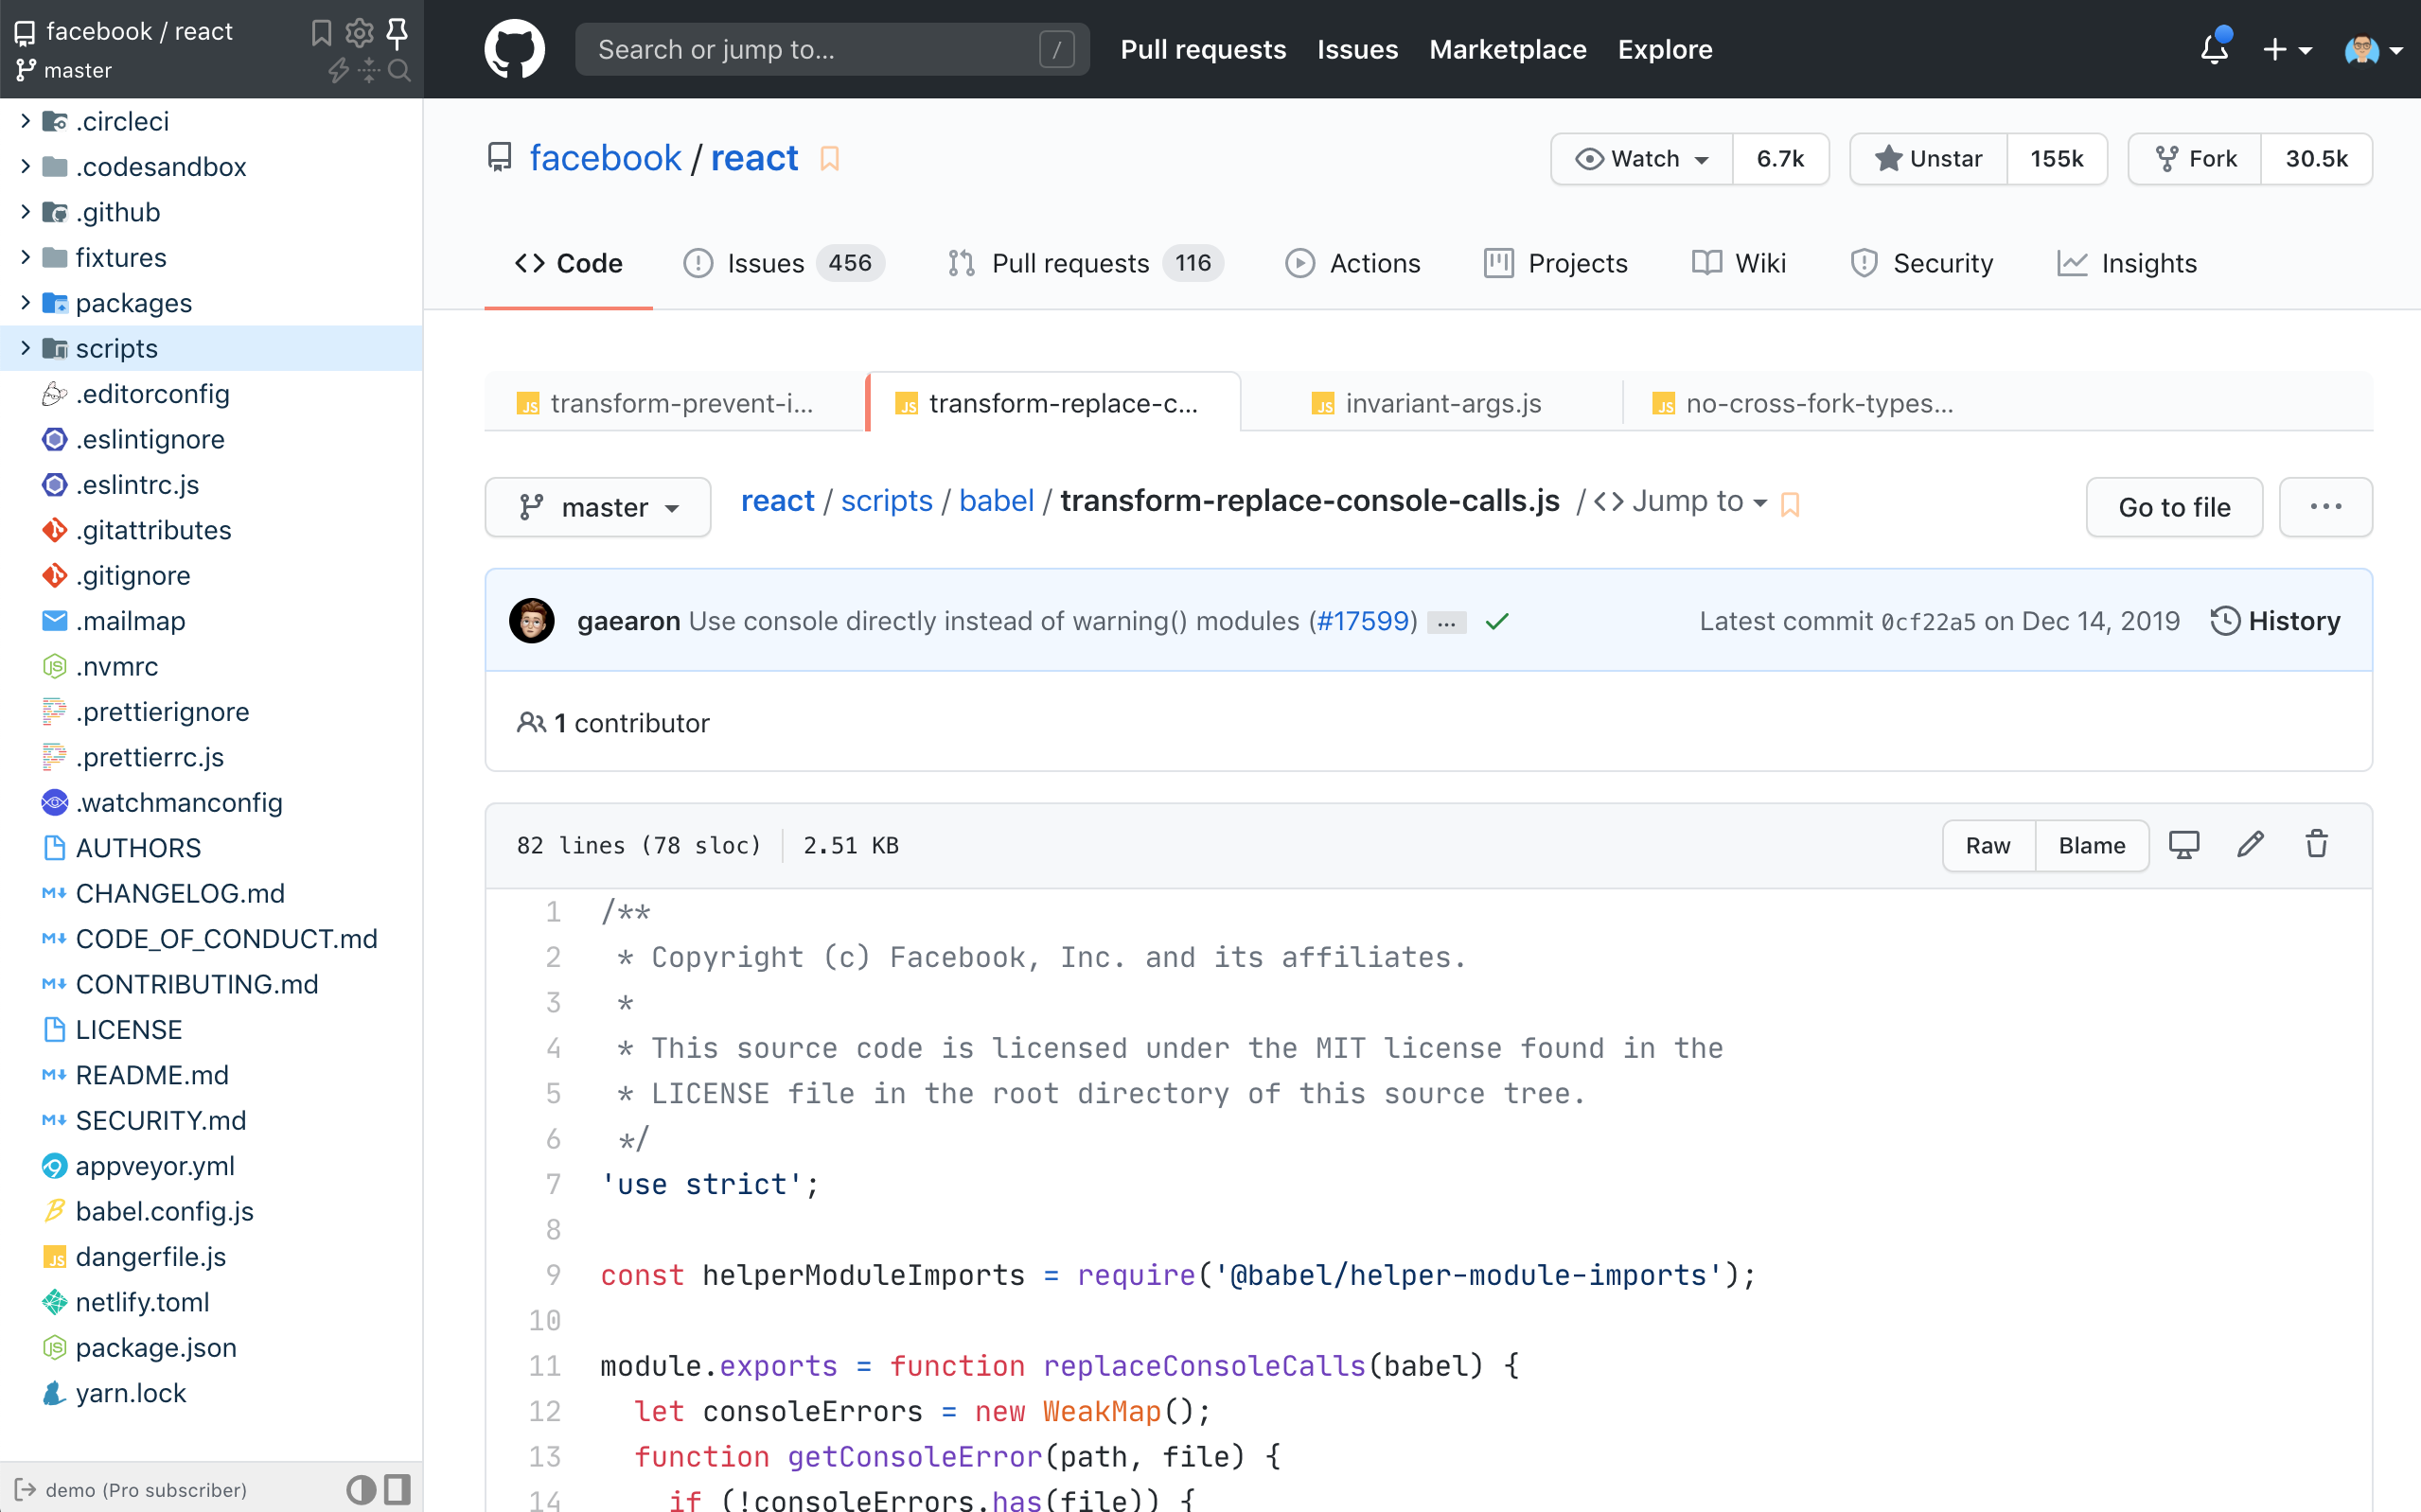 facebook / react
master
.circleci
.codesandbox
.github
fixtures
packages
scripts
.editorconfig
.eslintignore
.eslintrc.js
.gitattributes
.gitignore
.mailmap
.nvmrc
.prettierignore
.prettierrc.js
.watchmanconfig
AUTHORS
CHANGELOG.md
CODE_OF_CONDUCT.md
CONTRIBUTING.md
LICENSE
README.md
SECURITY.md
appveyor.yml
babel.config.js
dangerfile.js
netlify.toml
package.json
yarn.lock
demo (Pro subscriber)
Search or jump to... /
Pull requests Issues Marketplace Explore
facebook / react
Watch 6.7k Unstar 155k Fork 30.5k
Code Issues 456 Pull requests 116 Actions Projects Wiki Security Insights
transform-prevent-i... transform-replace-c... invariant-args.js no-cross-fork-types...
master react / scripts / babel / transform-replace-console-calls.js / <> Jump to Go to file ...
gaearon Use console directly instead of warning() modules (#17599) ... Latest commit 0cf22a5 on Dec 14, 2019 History
1 contributor
82 lines (78 sloc) 2.51 KB Raw Blame
1 /**
2 * Copyright (c) Facebook, Inc. and its affiliates.
3 *
4 * This source code is licensed under the MIT license found in the
5 * LICENSE file in the root directory of this source tree.
6 */
7 'use strict';
8
9 const helperModuleImports = require('@babel/helper-module-imports');
10
11 module.exports = function replaceConsoleCalls(babel) {
12 let consoleErrors = new WeakMap();
13 function getConsoleError(path, file) {
14 if (!consoleErrors.has(file)) {